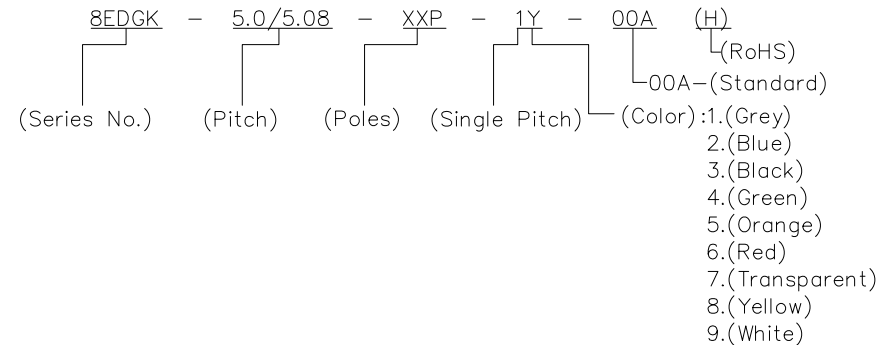 8EDGK - 5.0/5.08 - XXP - 1Y - 00A (H)
(RoHS)
00A-(Standard)
(Series No.) (Pitch) (Poles) (Single Pitch) (Color):1.(Grey)
2.(Blue)
3.(Black)
4.(Green)
5.(Orange)
6.(Red)
7.(Transparent)
8.(Yellow)
9.(White)